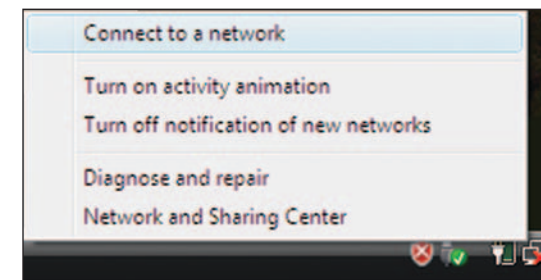 Connect to a network
Turn on activity animation
Turn off notification of new networks
Diagnose and repair
Network and Sharing Center